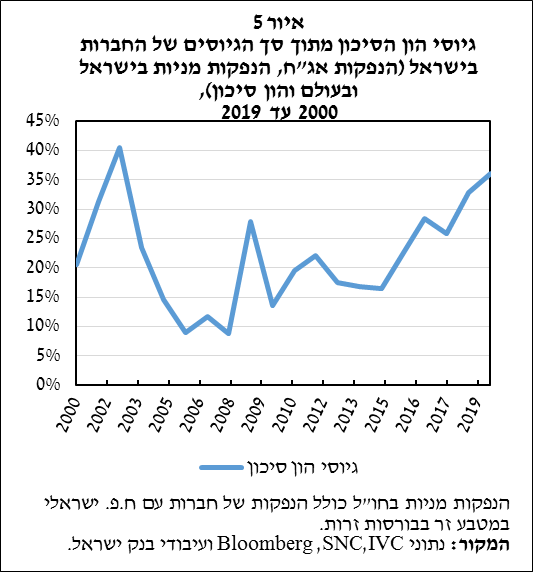 איור 5
גיוסי הון הסיכון מתוך סך הגיוסים של החברות
בישראל (הנפקות אג"ח, הנפקות מניות בישראל
ובעולם והון סיכון),
2000 עד 2019
45%
40%
35%
30%
25%
20%
15%
10%
5%
0%
2000
2002
2003
2005
2006
2008
2009
2010
2012
2013
2015
2016
2017
2019
גיוסי הון סיכון
הנפקות מניות בחו"ל כולל הנפקות של חברות עם ח.פ. ישראלי
במטבע זר בבורסות זרות.
המקור: נתוני Bloomberg ,SNC,IVC ועיבודי בנק ישראל.